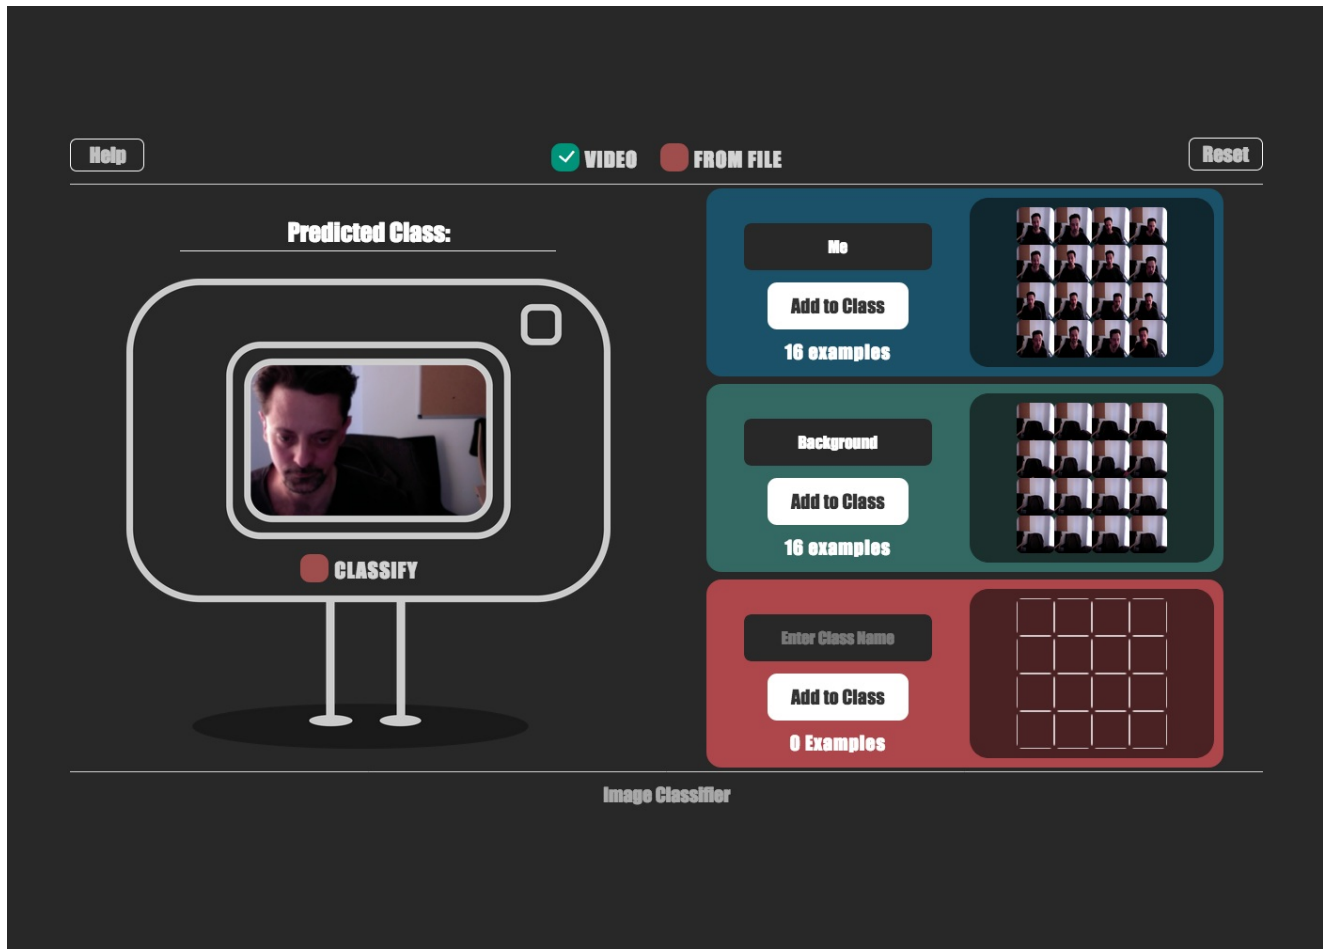 Help
VIDEO
FROM FILE
Reset
Predicted Class:
CLASSIFY
Me
Add to Class
16 examples
Background
Add to Class
16 examples
Enter Class Name
Add to Class
0 Examples
Image Classifier